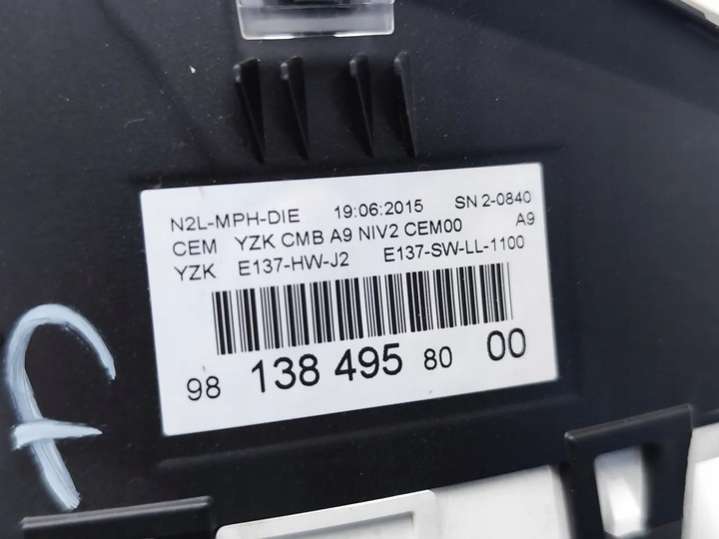 N2L-MPH-DIE 19:06:2015 SN 2-0840
CEM YZK CMB A9 NIV2 CEM00 A9
YZK E137-HW-J2 E137-SW-LL-1100
98 138 495 80 00